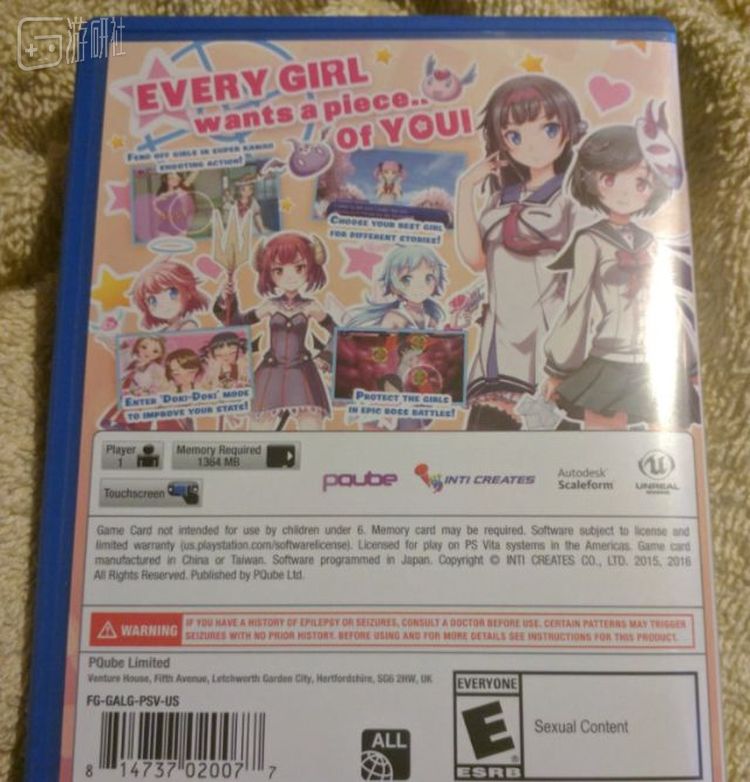 游研社
EVERY GIRL
wants a piece..
OF YOU!
FEND OFF GIRLS IN SUPER KAWAII
SHOOTING ACTION!
CHOOSE YOUR BEST GIRL
FOR DIFFERENT STORIES!
ENTER 'DOKI-DOKI' MODE
TO IMPROVE YOUR STATS!
PROTECT THE GIRLS
IN EPIC BOSS BATTLES!
Player
1
Memory Required
1364 MB
Touchscreen
PQube
INTI CREATES
Autodesk
Scaleform
UNREAL
ENGINE
Game Card not intended for use by children under 6. Memory card may be required. Software subject to license and
limited warranty (us.playstation.com/softwarelicense). Licensed for play on PS Vita systems in the Americas. Game card
manufactured in China or Taiwan. Software programmed in Japan. Copyright © INTI CREATES CO., LTD. 2015, 2016
All Rights Reserved. Published by PQube Ltd.
WARNING
IF YOU HAVE A HISTORY OF EPILEPSY OR SEIZURES, CONSULT A DOCTOR BEFORE USE. CERTAIN PATTERNS MAY TRIGGER
SEIZURES WITH NO PRIOR HISTORY. BEFORE USING AND FOR MORE DETAILS SEE INSTRUCTIONS FOR THIS PRODUCT.
PQube Limited
Venture House, Fifth Avenue, Letchworth Garden City, Hertfordshire, SG6 2HW, UK
FG-GALG-PSV-US
8 14737 02007 7
ALL
EVERYONE
E
ESRB
Sexual Content